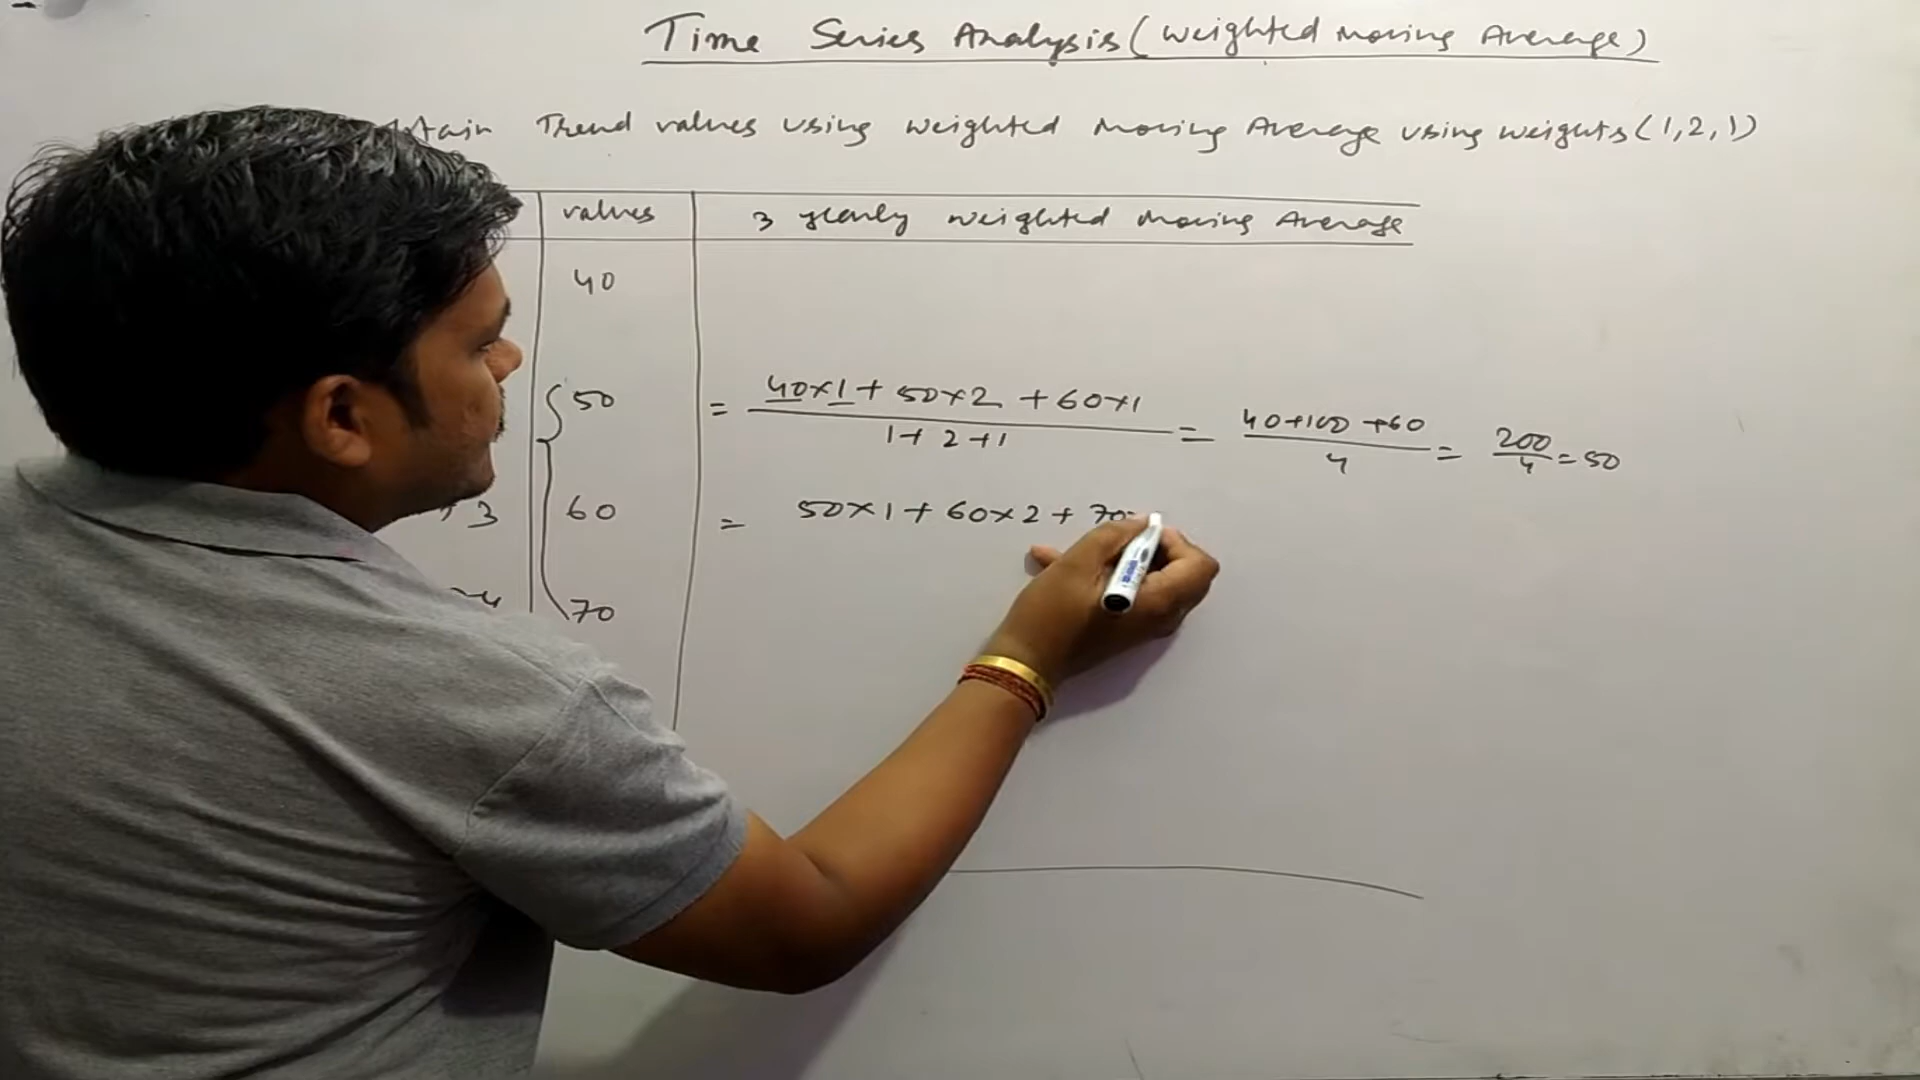 Time Series Analysis (Weighted Moving Average)
Trend values using weighted Moving Average using weights (1,2,1)
values 3 yearly weighted Moving Average
40
50 = 40×1 + 50×2 + 60×1 / 1+2+1 = 40+100+60 / 4 = 200/4 = 50
3 60 = 50×1 + 60×2 + 70
4 70